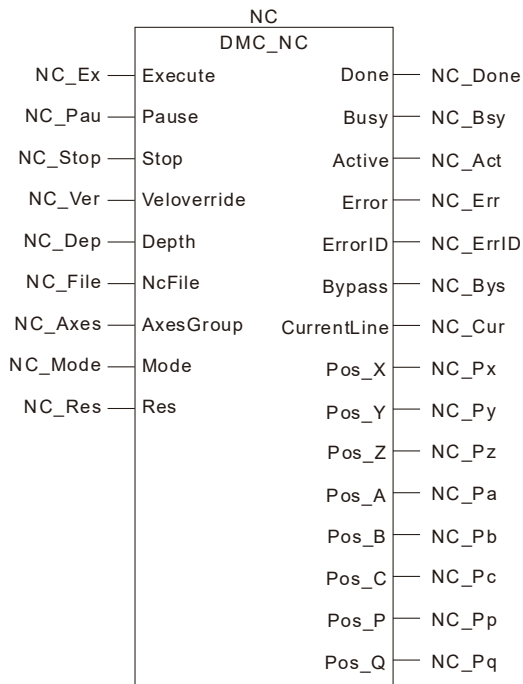 NC
DMC_NC
NC_Ex Execute Done NC_Done
NC_Pau Pause Busy NC_Bsy
NC_Stop Stop Active NC_Act
NC_Ver Veloverride Error NC_Err
NC_Dep Depth ErrorID NC_ErrID
NC_File NcFile Bypass NC_Bys
NC_Axes AxesGroup CurrentLine NC_Cur
NC_Mode Mode Pos_X NC_Px
NC_Res Res Pos_Y NC_Py
Pos_Z NC_Pz
Pos_A NC_Pa
Pos_B NC_Pb
Pos_C NC_Pc
Pos_P NC_Pp
Pos_Q NC_Pq